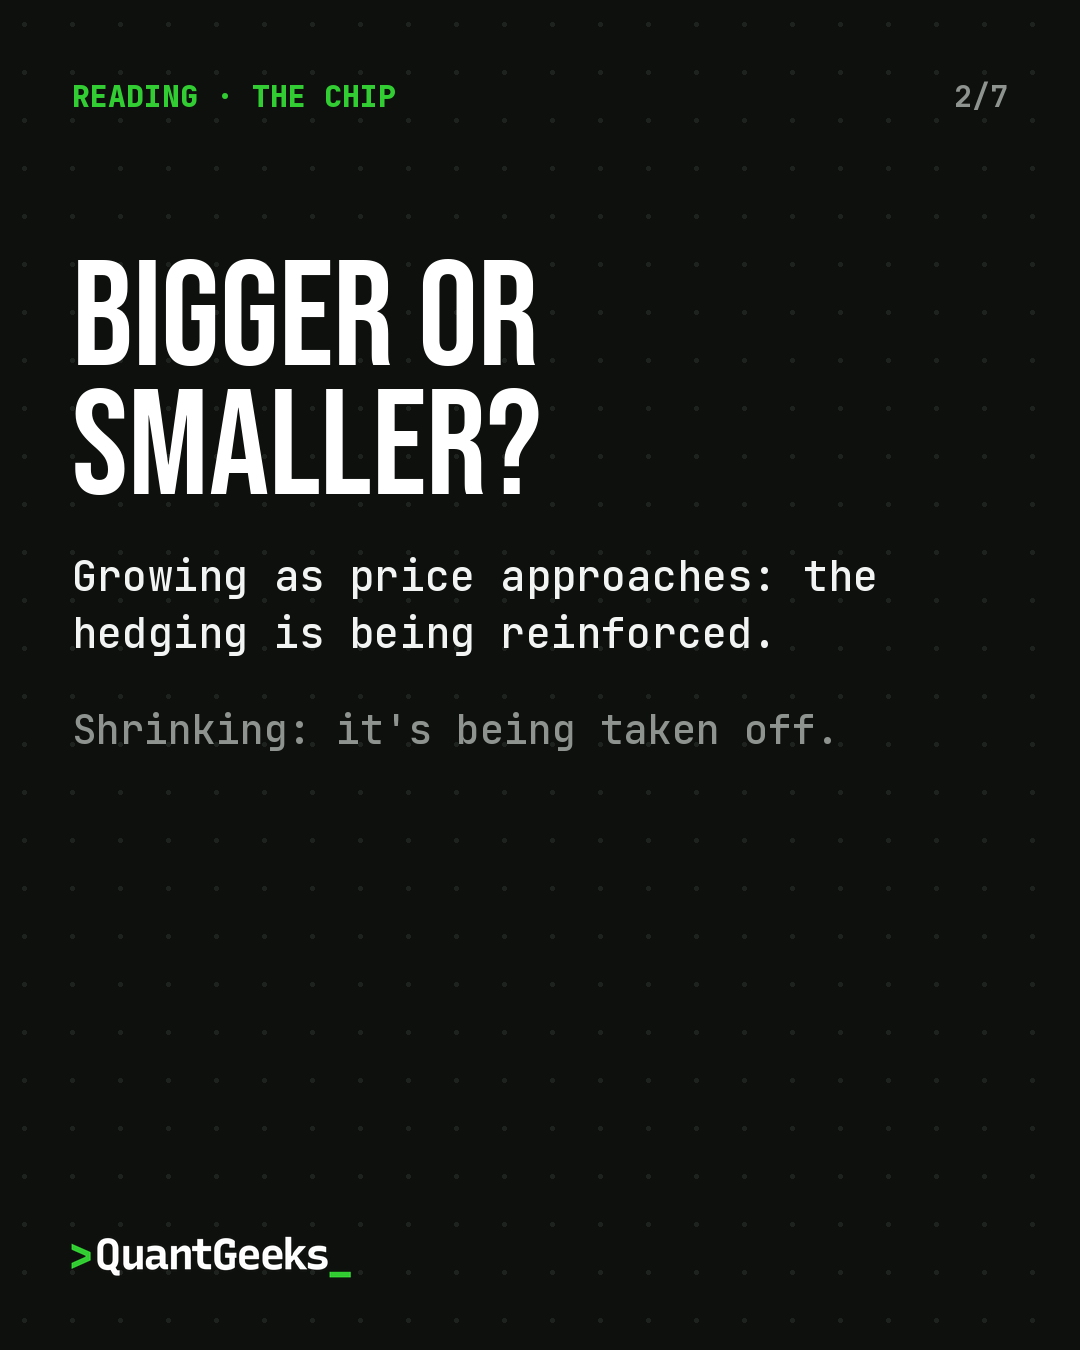 READING · THE CHIP
2/7
BIGGER OR
SMALLER?
Growing as price approaches: the
hedging is being reinforced.
Shrinking: it's being taken off.
>QuantGeeks_